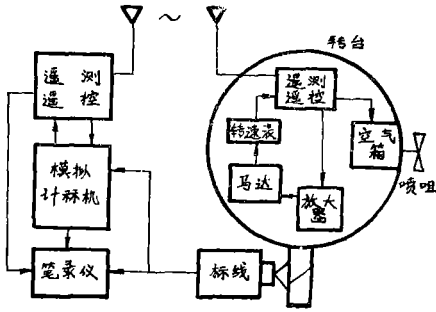 转台
遥测
遥控
遥测
遥控
转速表
空气
箱
喷咀
模拟
计祘机
马达
放大
器
笔录仪
标线